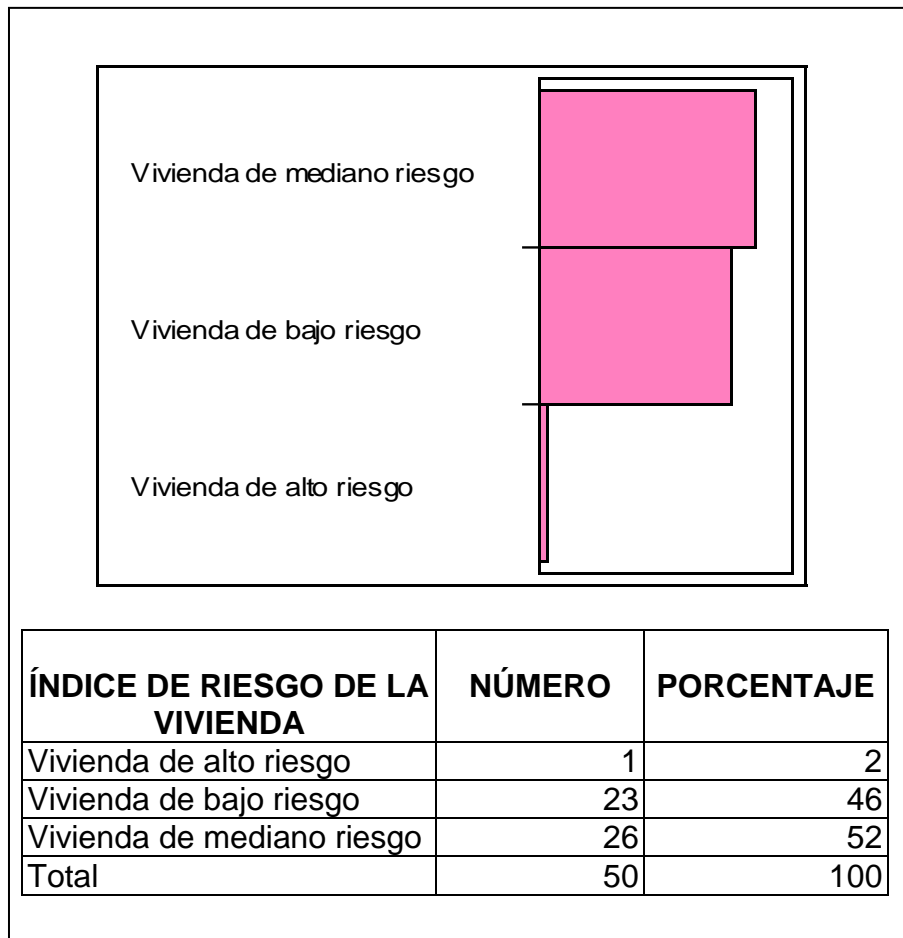 Vivienda de mediano riesgo
Vivienda de bajo riesgo
Vivienda de alto riesgo
ÍNDICE DE RIESGO DE LA VIVIENDA NÚMERO PORCENTAJE
Vivienda de alto riesgo 1 2
Vivienda de bajo riesgo 23 46
Vivienda de mediano riesgo 26 52
Total 50 100